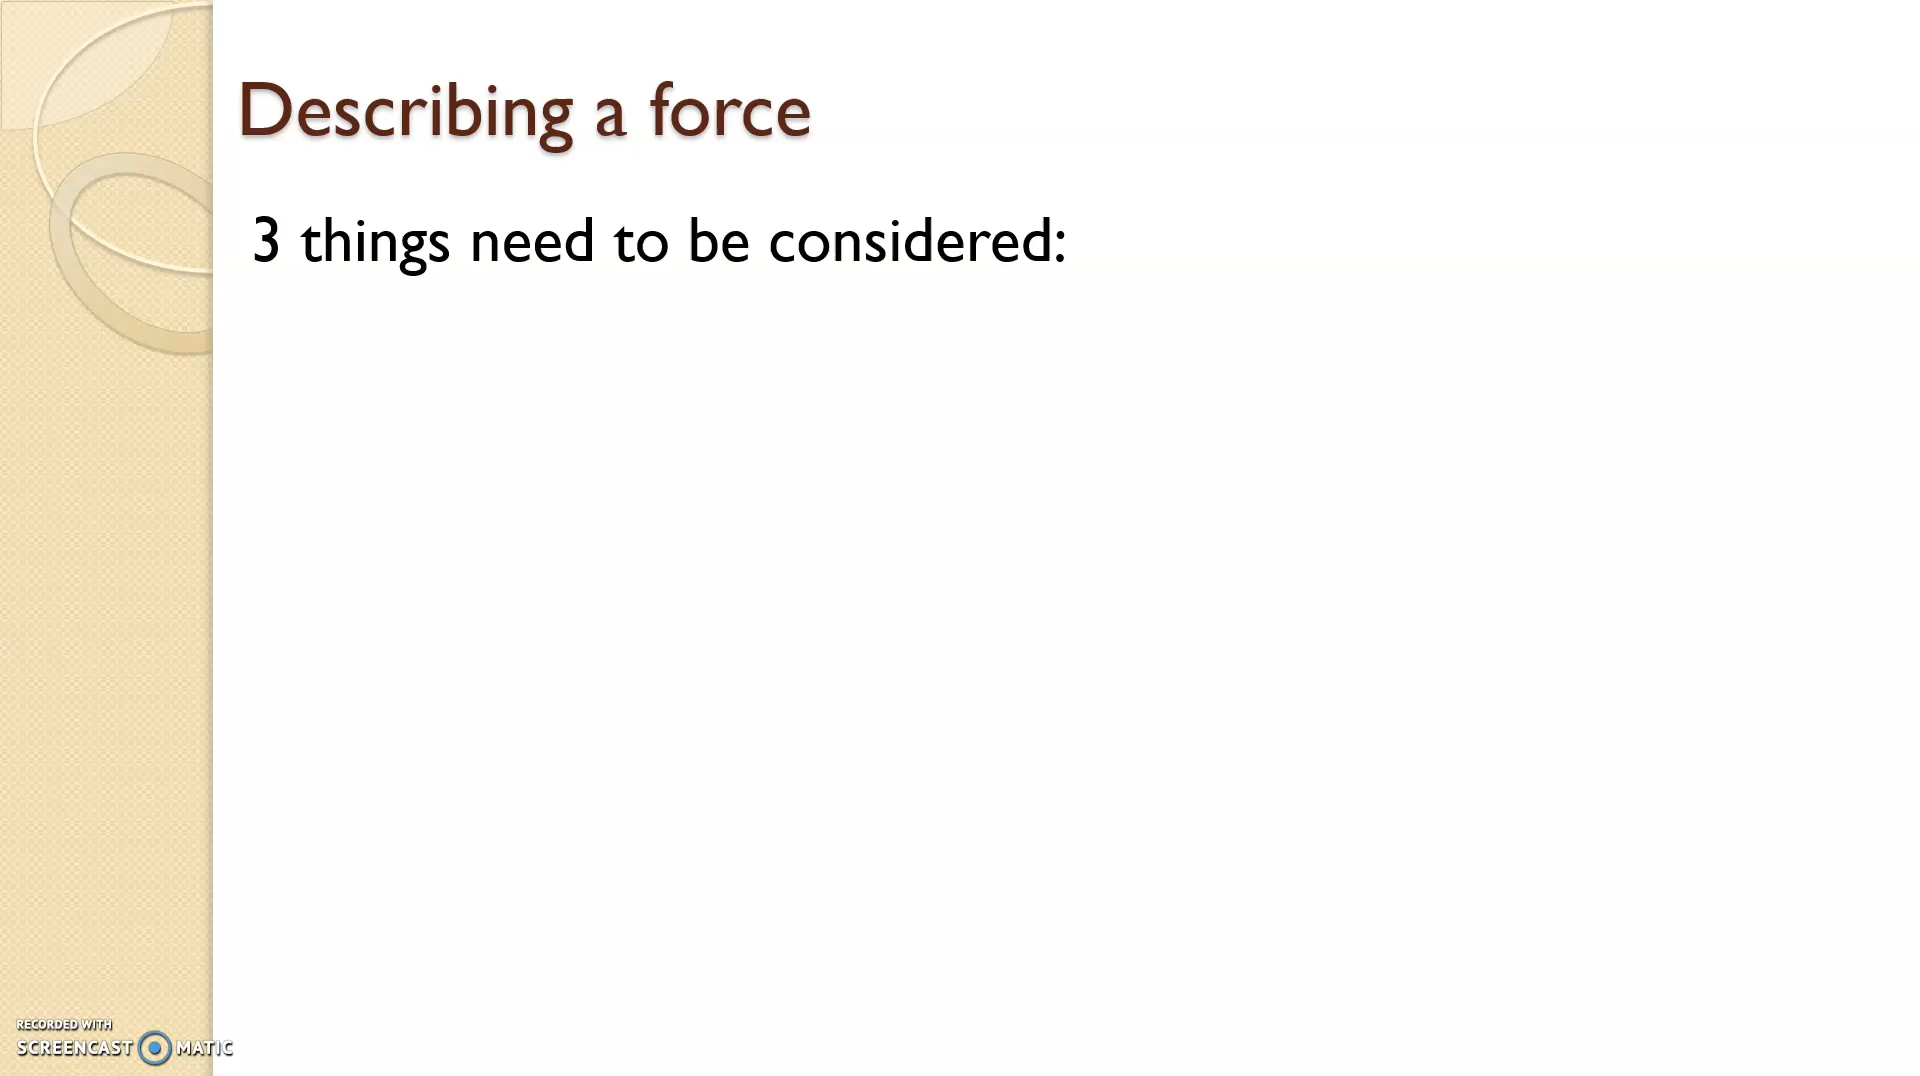 Describing a force
3 things need to be considered:
RECORDED WITH
SCREENCAST MATIC